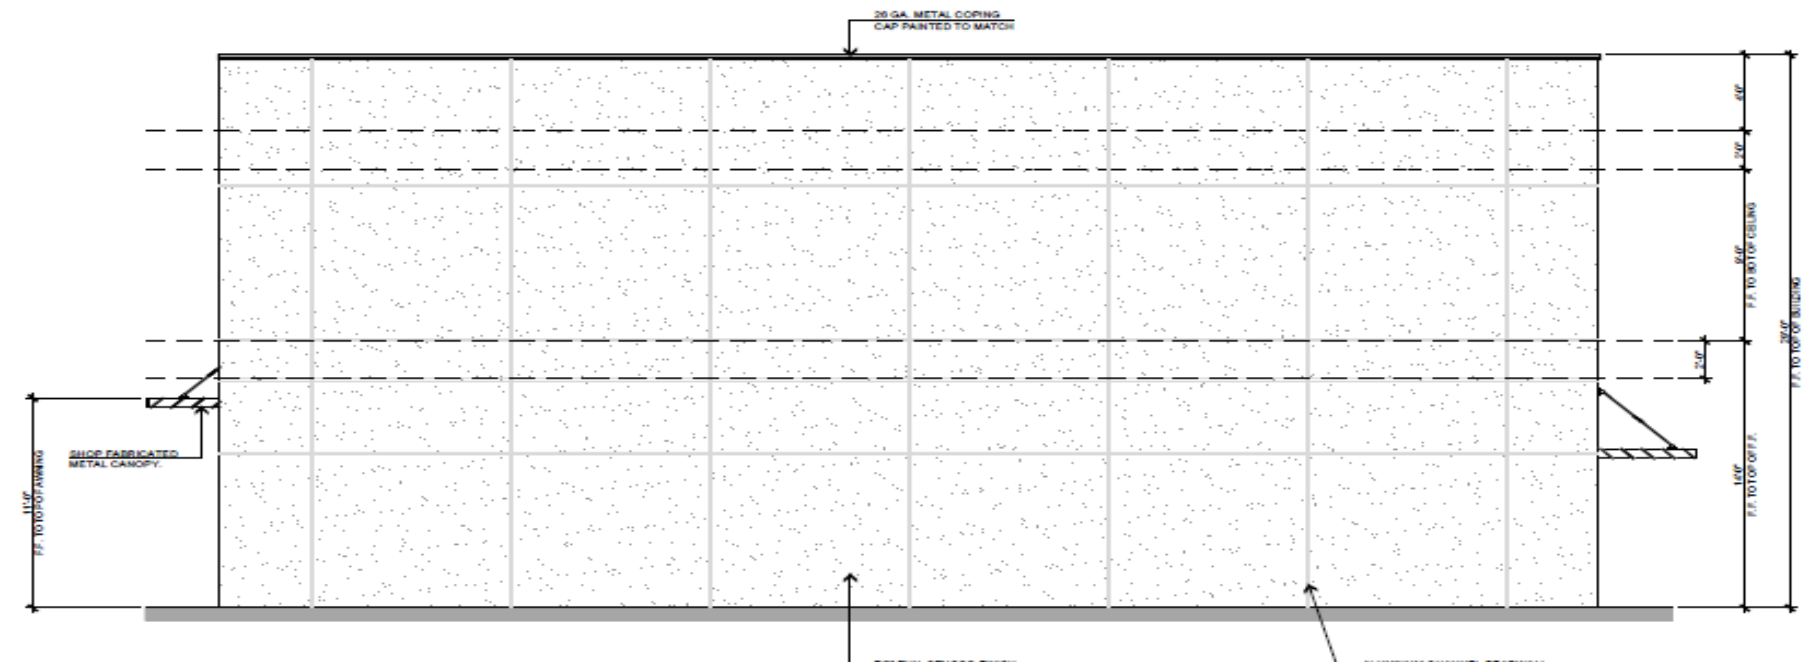 26 GA. METAL COPING
CAP PAINTED TO MATCH
4'-0"
2'-0"
9'-0"
F.F. TO BOT OF CEILING
29'-0"
F.F. TO TOP OF BUILDING
2'-0"
14'-0"
F.F. TO TOP OF F.F.
SHOP FABRICATED
METAL CANOPY.
11'-0"
F.F. TO TOP OF AWNING